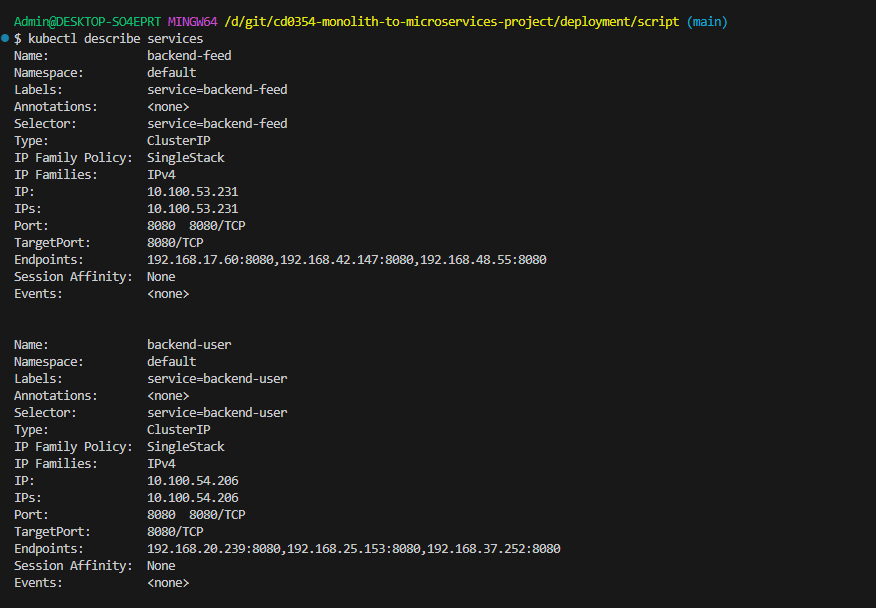 Admin@DESKTOP-SO4EPRT MINGW64 /d/git/cd0354-monolith-to-microservices-project/deployment/script (main)
$ kubectl describe services
Name:              backend-feed
Namespace:         default
Labels:            service=backend-feed
Annotations:       <none>
Selector:          service=backend-feed
Type:              ClusterIP
IP Family Policy:  SingleStack
IP Families:       IPv4
IP:                10.100.53.231
IPs:               10.100.53.231
Port:              8080  8080/TCP
TargetPort:        8080/TCP
Endpoints:         192.168.17.60:8080,192.168.42.147:8080,192.168.48.55:8080
Session Affinity:  None
Events:            <none>
Name:              backend-user
Namespace:         default
Labels:            service=backend-user
Annotations:       <none>
Selector:          service=backend-user
Type:              ClusterIP
IP Family Policy:  SingleStack
IP Families:       IPv4
IP:                10.100.54.206
IPs:               10.100.54.206
Port:              8080  8080/TCP
TargetPort:        8080/TCP
Endpoints:         192.168.20.239:8080,192.168.25.153:8080,192.168.37.252:8080
Session Affinity:  None
Events:            <none>